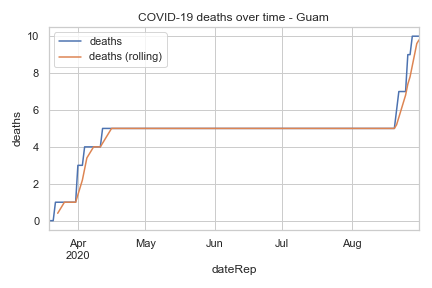 COVID-19 deaths over time - Guam
deaths
deaths (rolling)
10
8
6
4
2
0
deaths
Apr
2020
May
Jun
Jul
Aug
dateRep